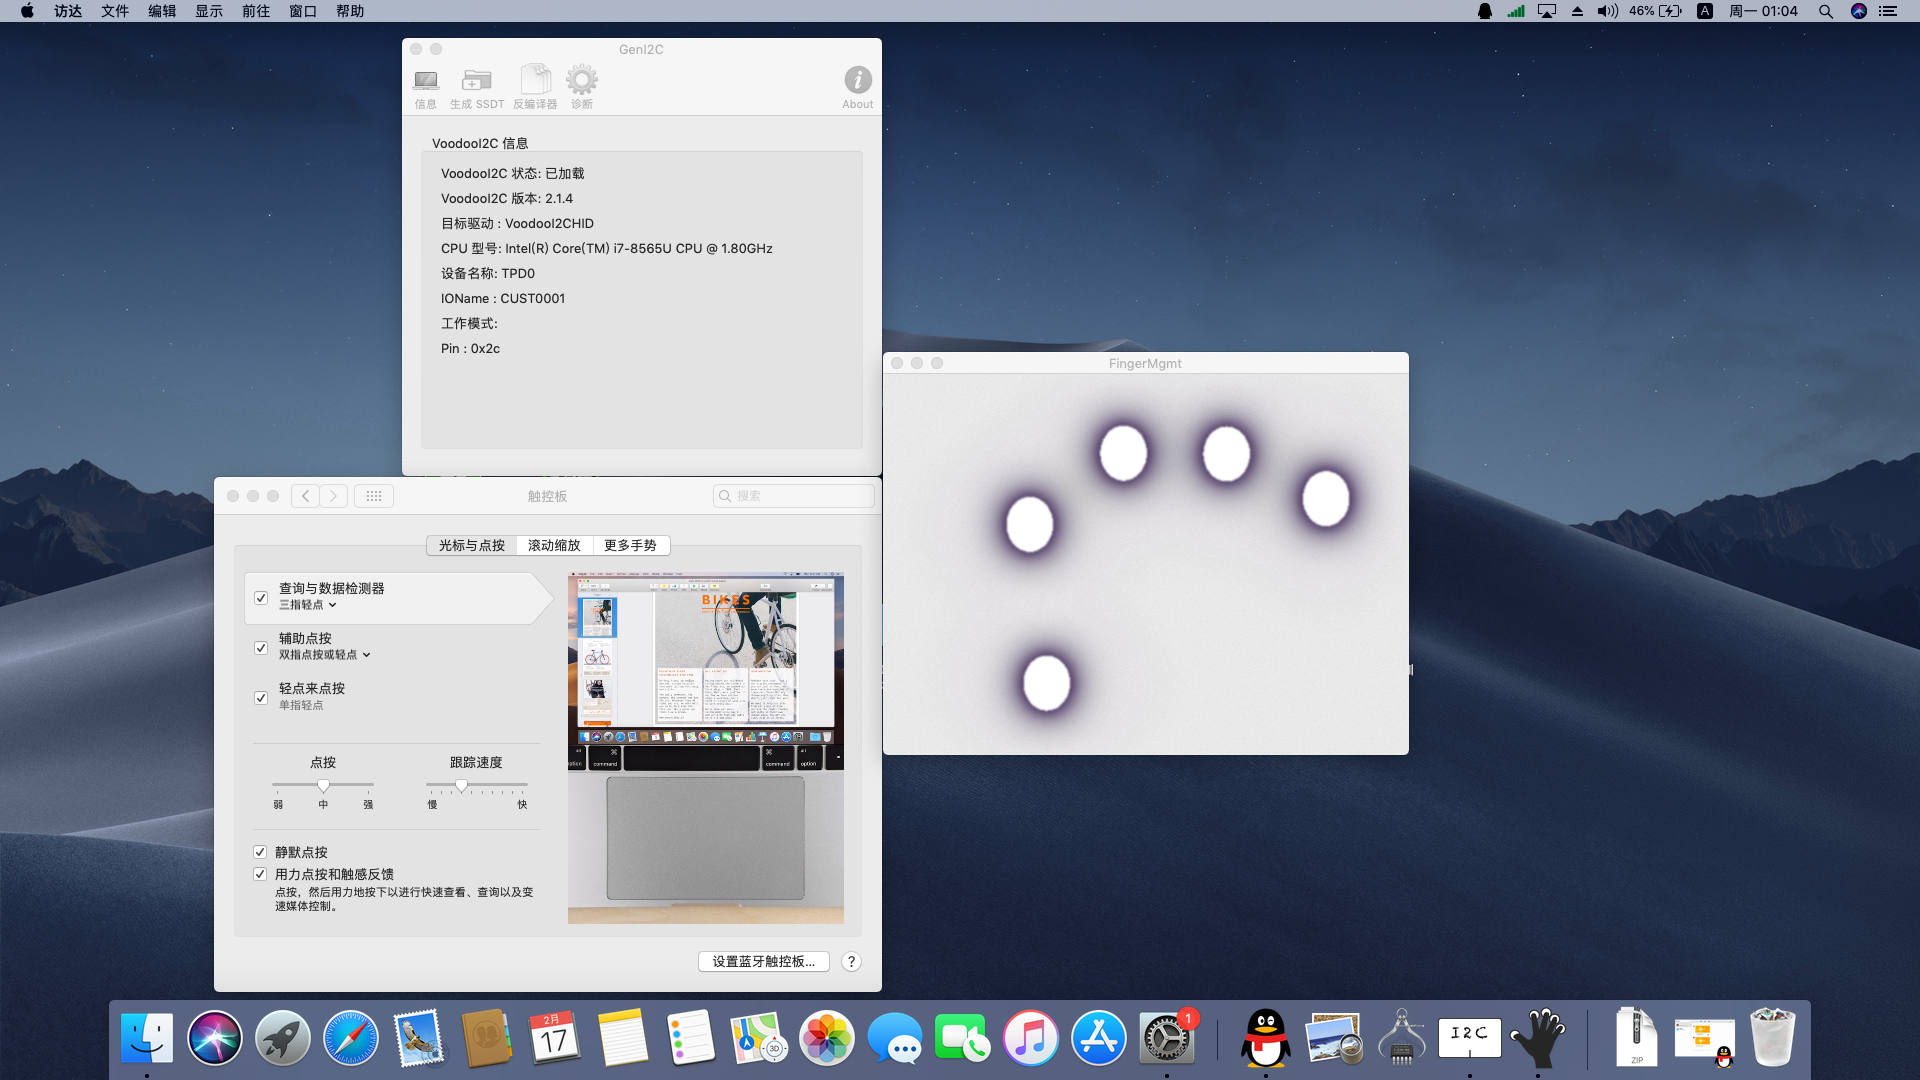 访达 文件 编辑 显示 前往 窗口 帮助 46% A 周一 01:04
GenI2C
信息 生成 SSDT 反编译器 诊断 About
VoodooI2C 信息
VoodooI2C 状态: 已加载
VoodooI2C 版本: 2.1.4
目标驱动 : VoodooI2CHID
CPU 型号: Intel(R) Core(TM) i7-8565U CPU @ 1.80GHz
设备名称: TPD0
IOName : CUST0001
工作模式:
Pin : 0x2c
FingerMgmt
触控板 搜索
光标与点按 滚动缩放 更多手势
查询与数据检测器
三指轻点
辅助点按
双指点按或轻点
轻点来点按
单指轻点
点按 跟踪速度
弱 中 强 慢 快
静默点按
用力点按和触感反馈
点按，然后用力地按下以进行快速查看、查询以及变
速媒体控制。
BIKES
command command option
设置蓝牙触控板... ?
2月
17
3D
1
I2C
ZIP